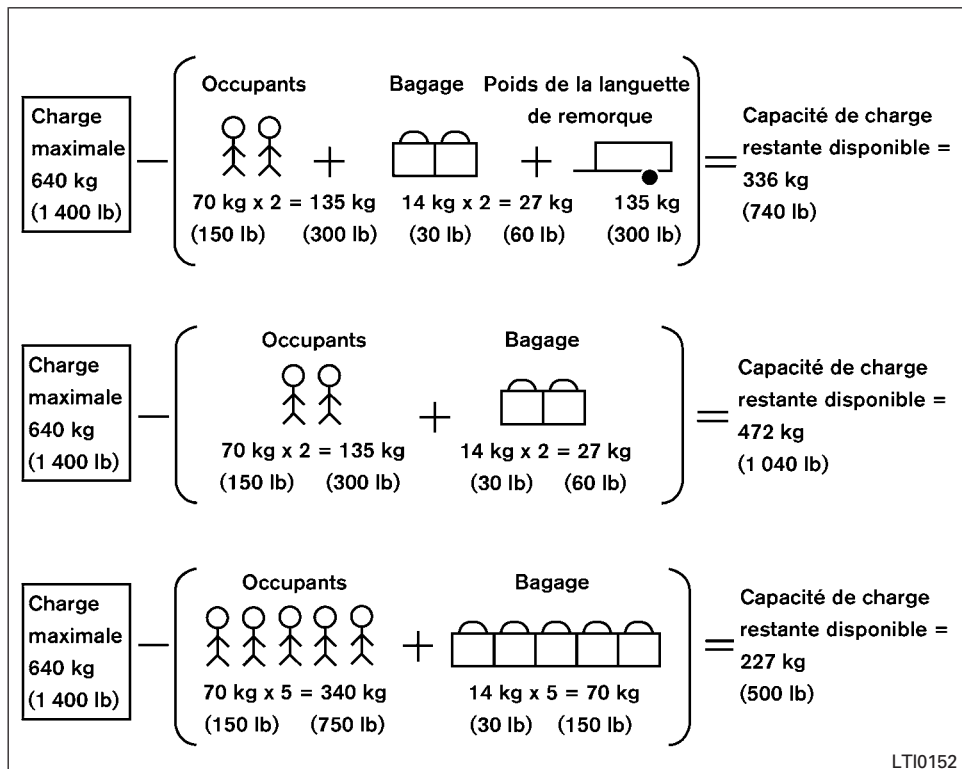 Occupants Bagage Poids de la languette
de remorque
Charge
maximale
640 kg
(1 400 lb)
70 kg x 2 = 135 kg 14 kg x 2 = 27 kg 135 kg
(150 lb) (300 lb) (30 lb) (60 lb) (300 lb)
Capacité de charge
restante disponible =
336 kg
(740 lb)
Occupants Bagage
Charge
maximale
640 kg
(1 400 lb)
70 kg x 2 = 135 kg 14 kg x 2 = 27 kg
(150 lb) (300 lb) (30 lb) (60 lb)
Capacité de charge
restante disponible =
472 kg
(1 040 lb)
Occupants Bagage
Charge
maximale
640 kg
(1 400 lb)
70 kg x 5 = 340 kg 14 kg x 5 = 70 kg
(150 lb) (750 lb) (30 lb) (150 lb)
Capacité de charge
restante disponible =
227 kg
(500 lb)
LTI0152